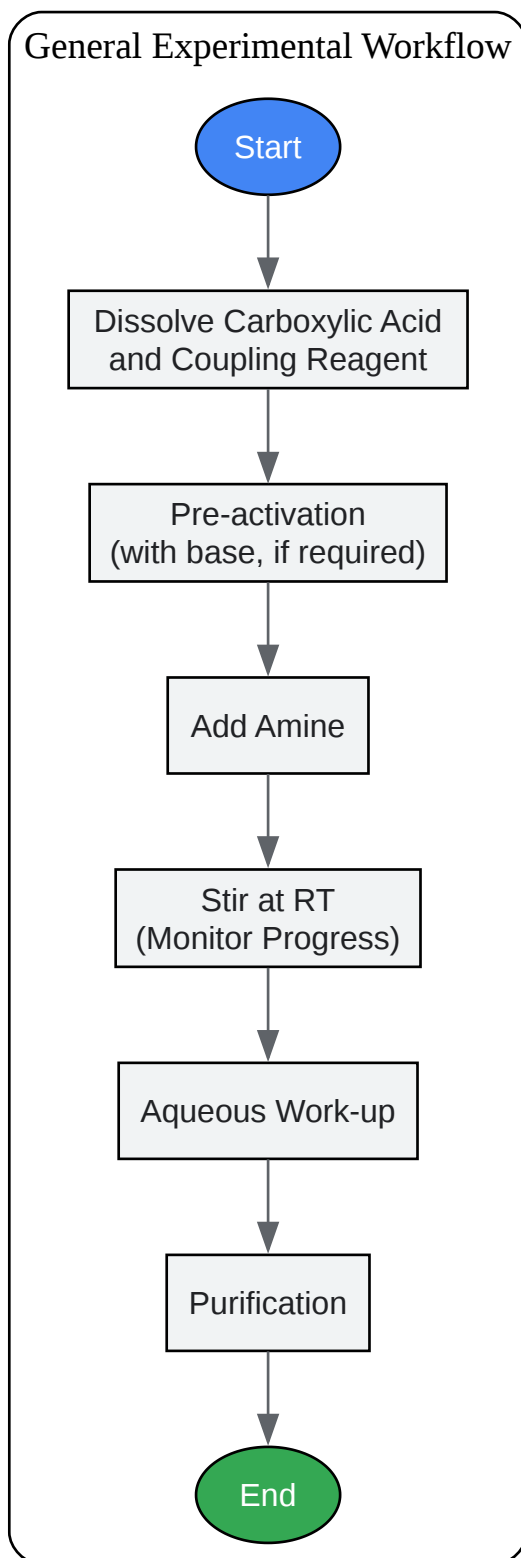 General Experimental Workflow
Start
Dissolve Carboxylic Acid
and Coupling Reagent
Pre-activation
(with base, if required)
Add Amine
Stir at RT
(Monitor Progress)
Aqueous Work-up
Purification
End